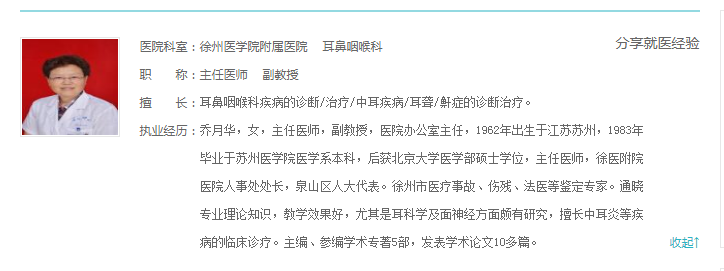 医院科室：徐州医学院附属医院 耳鼻咽喉科
分享就医经验
职 称：主任医师 副教授
擅 长：耳鼻咽喉科疾病的诊断/治疗/中耳疾病/耳聋/鼾症的诊断治疗。
执业经历：乔月华，女，主任医师，副教授，医院办公室主任，1962年出生于江苏苏州，1983年
毕业于苏州医学院医学系本科，后获北京大学医学部硕士学位，主任医师，徐医附院
医院人事处处长，泉山区人大代表。徐州市医疗事故、伤残、法医等鉴定专家。通晓
专业理论知识，教学效果好，尤其是耳科学及面神经方面颇有研究，擅长中耳炎等疾
病的临床诊疗。主编、参编学术专著5部，发表学术论文10多篇。
收起↑